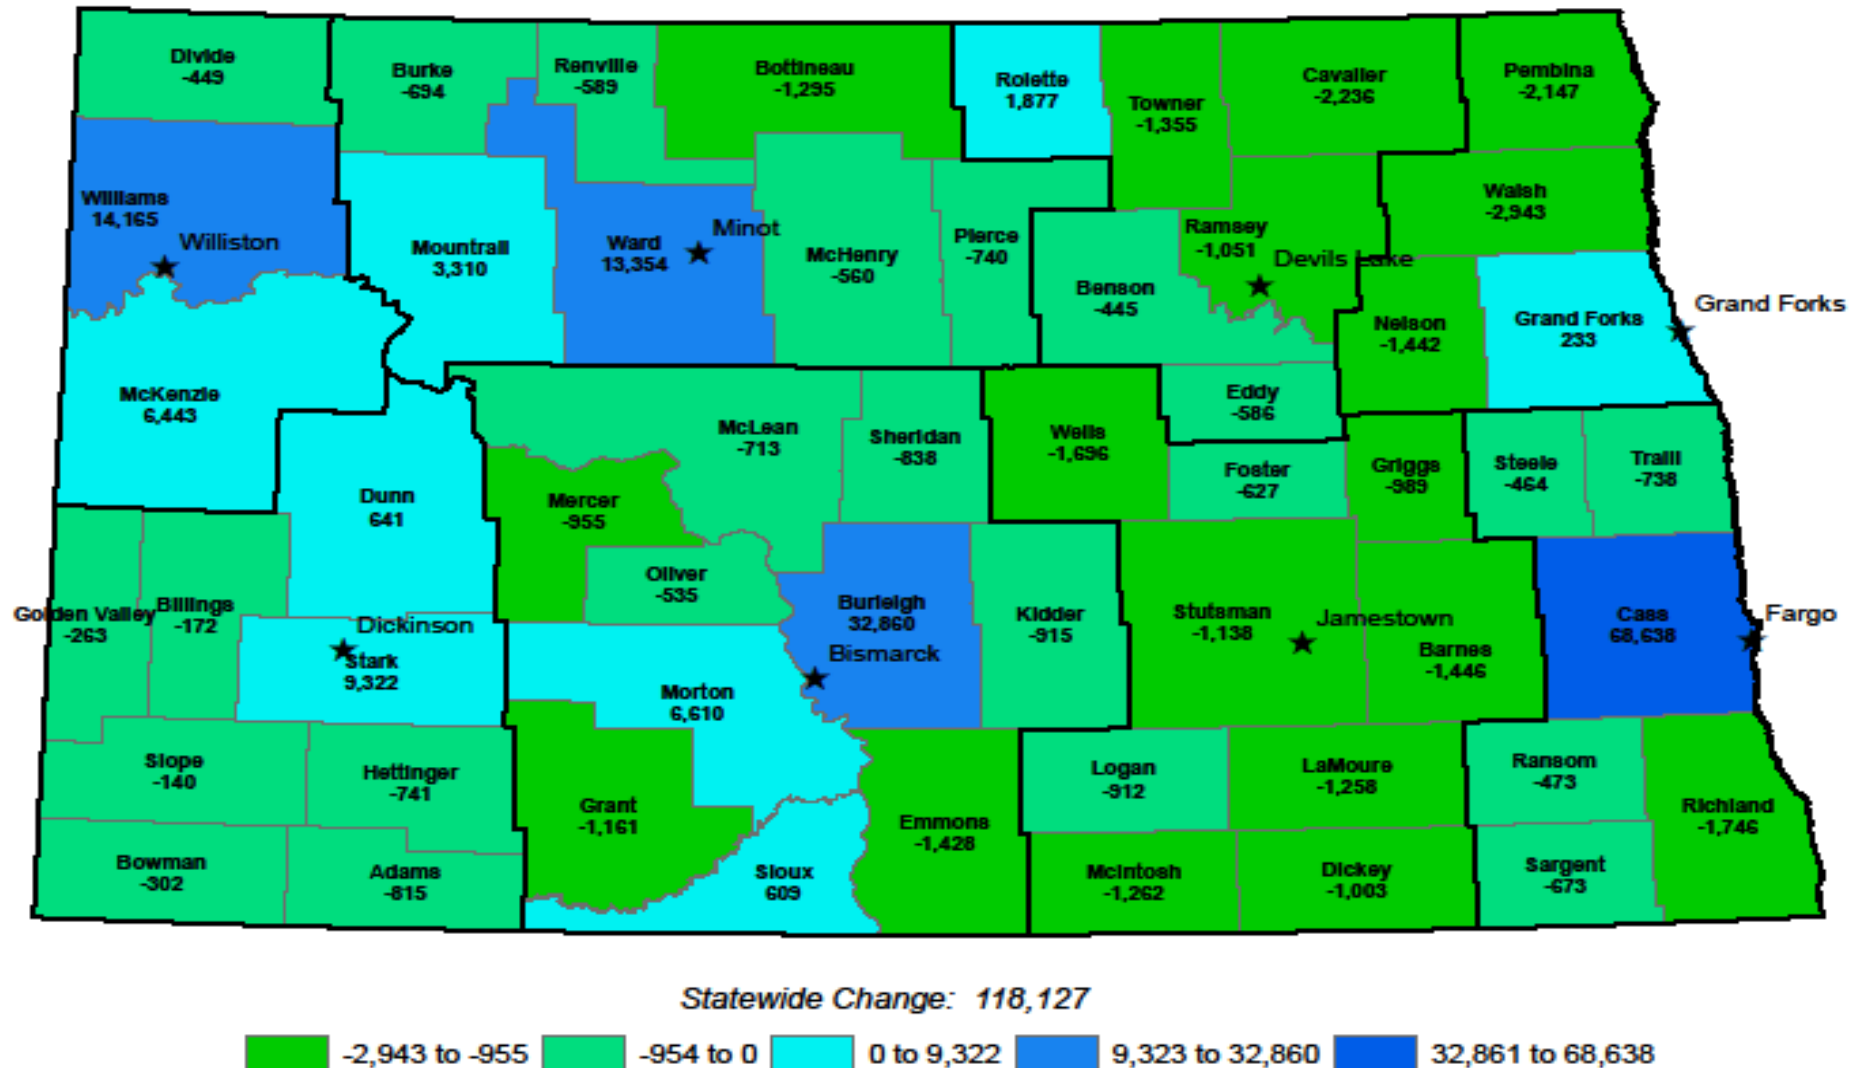 Divide
-449
Burke
-694
Renville
-589
Bottineau
-1,295
Rolette
1,877
Towner
-1,355
Cavalier
-2,236
Pembina
-2,147
Williams
14,165
Williston
Mountrail
3,310
Ward
13,354
Minot
McHenry
-560
Pierce
-740
Benson
-445
Ramsey
-1,051
Devils Lake
Walsh
-2,943
Nelson
-1,442
Grand Forks
233
Grand Forks
McKenzie
6,443
Dunn
641
McLean
-713
Sheridan
-838
Wells
-1,696
Eddy
-586
Foster
-627
Griggs
-989
Steele
-464
Traill
-738
Mercer
-955
Oliver
-535
Golden Valley
-263
Billings
-172
Dickinson
Stark
9,322
Morton
6,610
Burleigh
32,860
Bismarck
Kidder
-915
Stutsman
-1,138
Jamestown
Barnes
-1,446
Cass
68,638
Fargo
Slope
-140
Hettinger
-741
Grant
-1,161
Emmons
-1,428
Logan
-912
LaMoure
-1,258
Ransom
-473
Richland
-1,746
Bowman
-302
Adams
-815
Sioux
609
McIntosh
-1,262
Dickey
-1,003
Sargent
-673
Statewide Change: 118,127
-2,943 to -955
-954 to 0
0 to 9,322
9,323 to 32,860
32,861 to 68,638